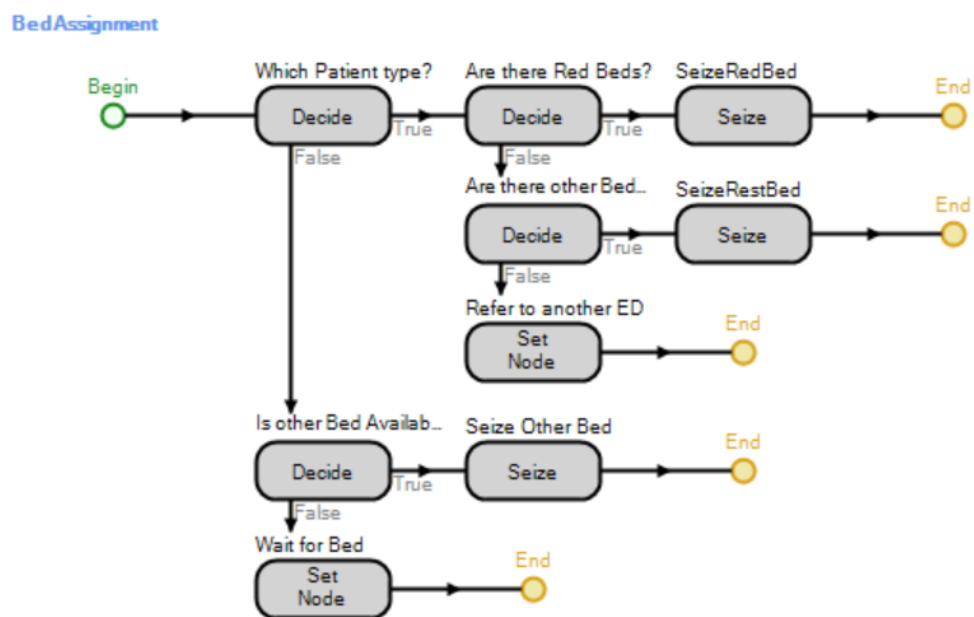 BedAssignment
Which Patient type?
Are there Red Beds?
SeizeRedBed
Begin
End
Decide
True
Decide
True
Seize
False
False
Are there other Bed...
SeizeRestBed
End
Decide
True
Seize
False
Refer to another ED
End
Set
Node
Is other Bed Availab...
Seize Other Bed
End
Decide
True
Seize
False
Wait for Bed
End
Set
Node